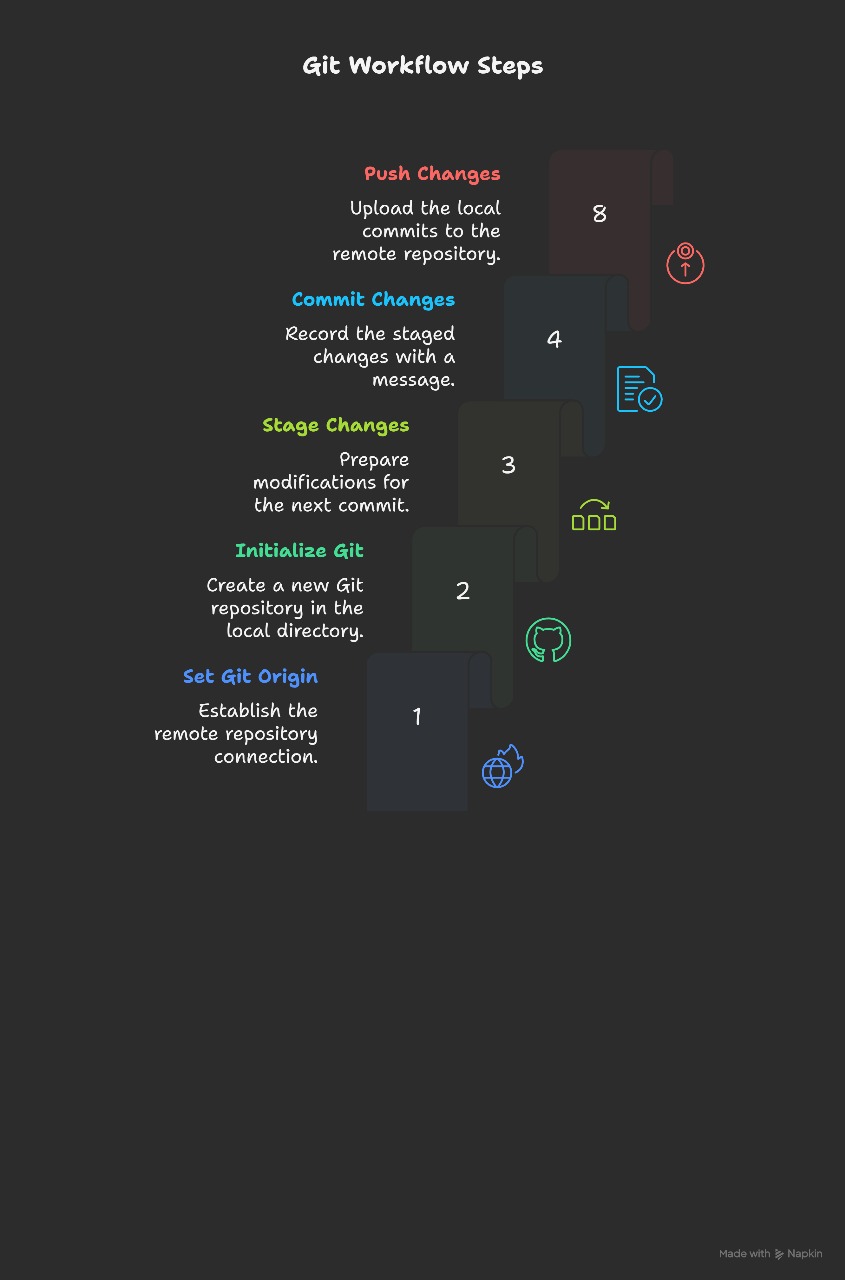 Git Workflow Steps
Push Changes
Upload the local
commits to the
remote repository.
8
Commit Changes
Record the staged
changes with a
message.
4
Stage Changes
Prepare
modifications for
the next commit.
3
Initialize Git
Create a new Git
repository in the
local directory.
2
Set Git Origin
Establish the
remote repository
connection.
1
Made with Napkin